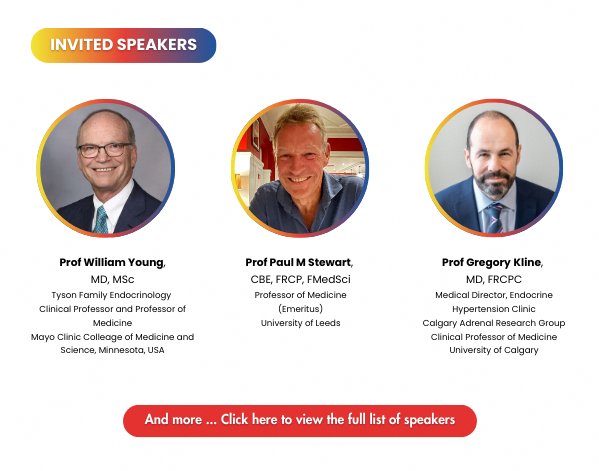 INVITED SPEAKERS
Prof William Young,
MD, MSc
Tyson Family Endocrinology
Clinical Professor and Professor of
Medicine
Mayo Clinic Colleage of Medicine and
Science, Minnesota, USA
Prof Paul M Stewart,
CBE, FRCP, FMedSci
Professor of Medicine
(Emeritus)
University of Leeds
Prof Gregory Kline,
MD, FRCPC
Medical Director, Endocrine
Hypertension Clinic
Calgary Adrenal Research Group
Clinical Professor of Medicine
University of Calgary
And more ... Click here to view the full list of speakers